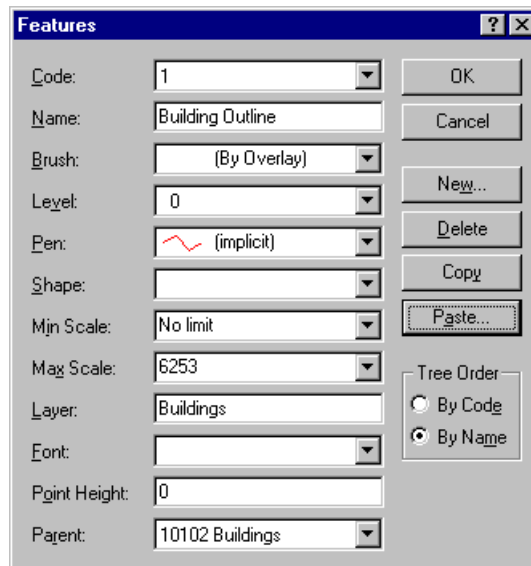 Features
Code: 1 OK
Name: Building Outline Cancel
Brush: (By Overlay)
Level: 0 New...
Pen: (implicit) Delete
Shape: Copy
Min Scale: No limit Paste...
Max Scale: 6253 Tree Order
Layer: Buildings By Code
Font: By Name
Point Height: 0
Parent: 10102 Buildings